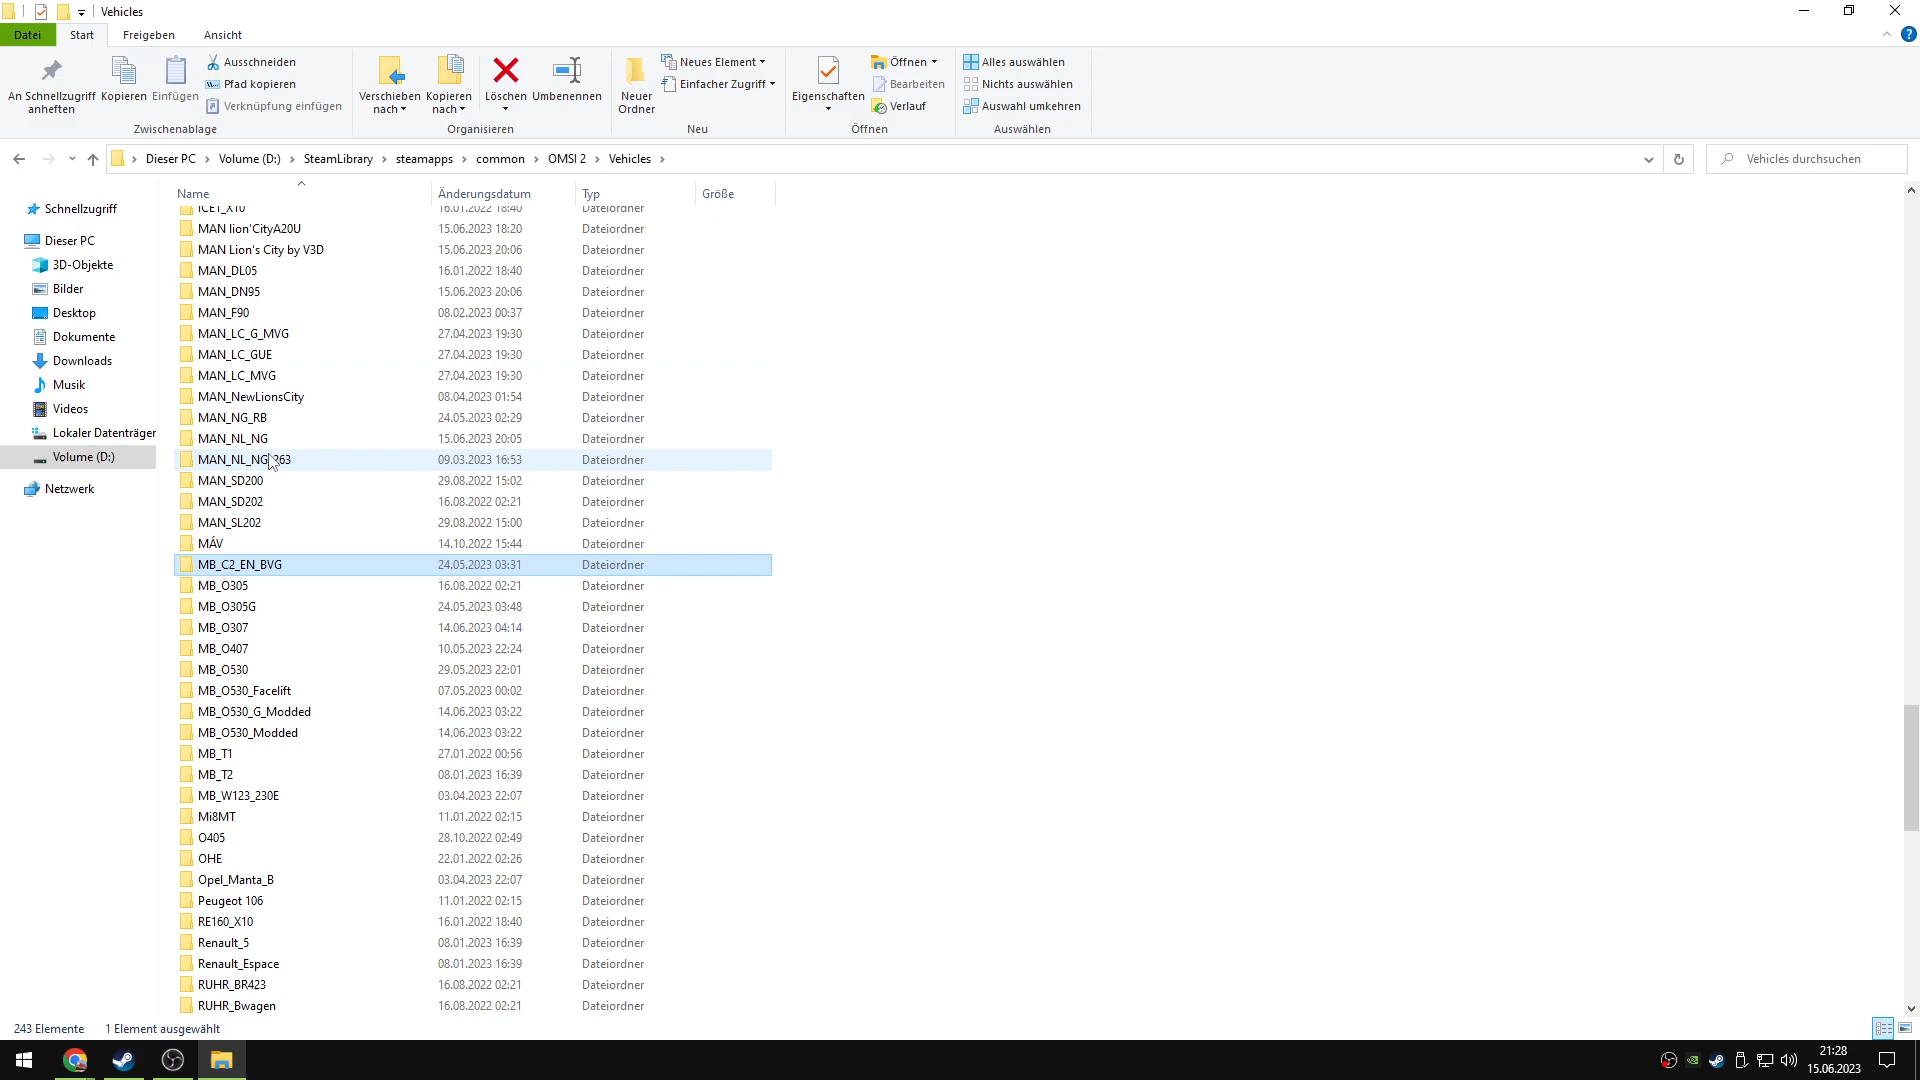 Vehicles
Datei Start Freigeben Ansicht
An Schnellzugriff anheften
Kopieren
Einfügen
Ausschneiden
Pfad kopieren
Verknüpfung einfügen
Zwischenablage
Verschieben nach
Kopieren nach
Löschen
Umbenennen
Organisieren
Neuer Ordner
Neues Element
Einfacher Zugriff
Neu
Eigenschaften
Öffnen
Bearbeiten
Verlauf
Öffnen
Alles auswählen
Nichts auswählen
Auswahl umkehren
Auswählen
Dieser PC › Volume (D:) › SteamLibrary › steamapps › common › OMSI 2 › Vehicles ›
Vehicles durchsuchen
Schnellzugriff
Dieser PC
3D-Objekte
Bilder
Desktop
Dokumente
Downloads
Musik
Videos
Lokaler Datenträger
Volume (D:)
Netzwerk
Name Änderungsdatum Typ Größe
ICE1_X10 16.01.2022 18:40 Dateiordner
MAN lion'CityA20U 15.06.2023 18:20 Dateiordner
MAN Lion's City by V3D 15.06.2023 20:06 Dateiordner
MAN_DL05 16.01.2022 18:40 Dateiordner
MAN_DN95 15.06.2023 20:06 Dateiordner
MAN_F90 08.02.2023 00:37 Dateiordner
MAN_LC_G_MVG 27.04.2023 19:30 Dateiordner
MAN_LC_GUE 27.04.2023 19:30 Dateiordner
MAN_LC_MVG 27.04.2023 19:30 Dateiordner
MAN_NewLionsCity 08.04.2023 01:54 Dateiordner
MAN_NG_RB 24.05.2023 02:29 Dateiordner
MAN_NL_NG 15.06.2023 20:05 Dateiordner
MAN_NL_NG 263 09.03.2023 16:53 Dateiordner
MAN_SD200 29.08.2022 15:02 Dateiordner
MAN_SD202 16.08.2022 02:21 Dateiordner
MAN_SL202 29.08.2022 15:00 Dateiordner
MÁV 14.10.2022 15:44 Dateiordner
MB_C2_EN_BVG 24.05.2023 03:31 Dateiordner
MB_O305 16.08.2022 02:21 Dateiordner
MB_O305G 24.05.2023 03:48 Dateiordner
MB_O307 14.06.2023 04:14 Dateiordner
MB_O407 10.05.2023 22:24 Dateiordner
MB_O530 29.05.2023 22:01 Dateiordner
MB_O530_Facelift 07.05.2023 00:02 Dateiordner
MB_O530_G_Modded 14.06.2023 03:22 Dateiordner
MB_O530_Modded 14.06.2023 03:22 Dateiordner
MB_T1 27.01.2022 00:56 Dateiordner
MB_T2 08.01.2023 16:39 Dateiordner
MB_W123_230E 03.04.2023 22:07 Dateiordner
Mi8MT 11.01.2022 02:15 Dateiordner
O405 28.10.2022 02:49 Dateiordner
OHE 22.01.2022 02:26 Dateiordner
Opel_Manta_B 03.04.2023 22:07 Dateiordner
Peugeot 106 11.01.2022 02:15 Dateiordner
RE160_X10 16.01.2022 18:40 Dateiordner
Renault_5 08.01.2023 16:39 Dateiordner
Renault_Espace 08.01.2023 16:39 Dateiordner
RUHR_BR423 16.08.2022 02:21 Dateiordner
RUHR_Bwagen 16.08.2022 02:21 Dateiordner
243 Elemente 1 Element ausgewählt
21:28
15.06.2023